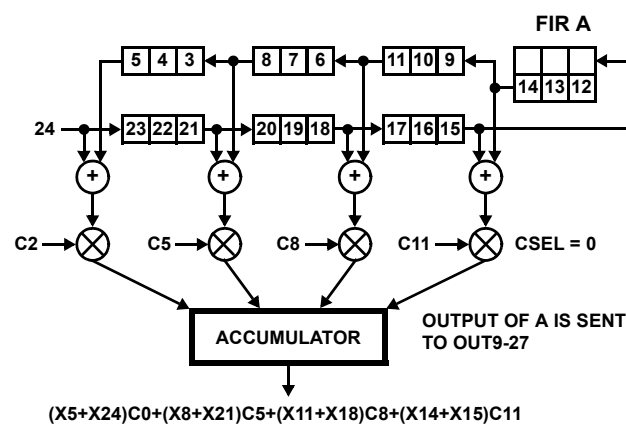 FIR A
5 4 3 8 7 6 11 10 9
14 13 12
24 23 22 21 20 19 18 17 16 15
+ + + +
C2 C5 C8 C11 CSEL = 0
ACCUMULATOR
OUTPUT OF A IS SENT
TO OUT9-27
(X5+X24)C0+(X8+X21)C5+(X11+X18)C8+(X14+X15)C11